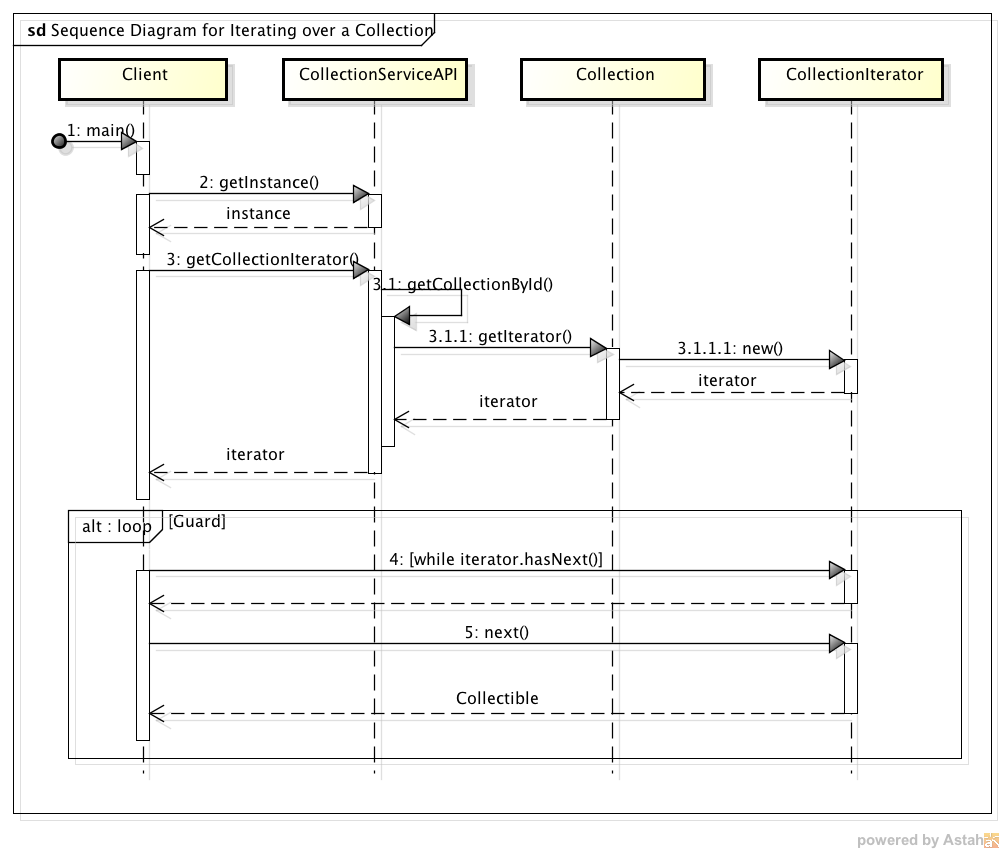 sd Sequence Diagram for Iterating over a Collection
Client
CollectionServiceAPI
Collection
CollectionIterator
1: main()
2: getInstance()
instance
3: getCollectionIterator()
3.1: getCollectionById()
3.1.1: getIterator()
3.1.1.1: new()
iterator
iterator
iterator
alt : loop
[Guard]
4: [while iterator.hasNext()]
5: next()
Collectible
powered by Astah